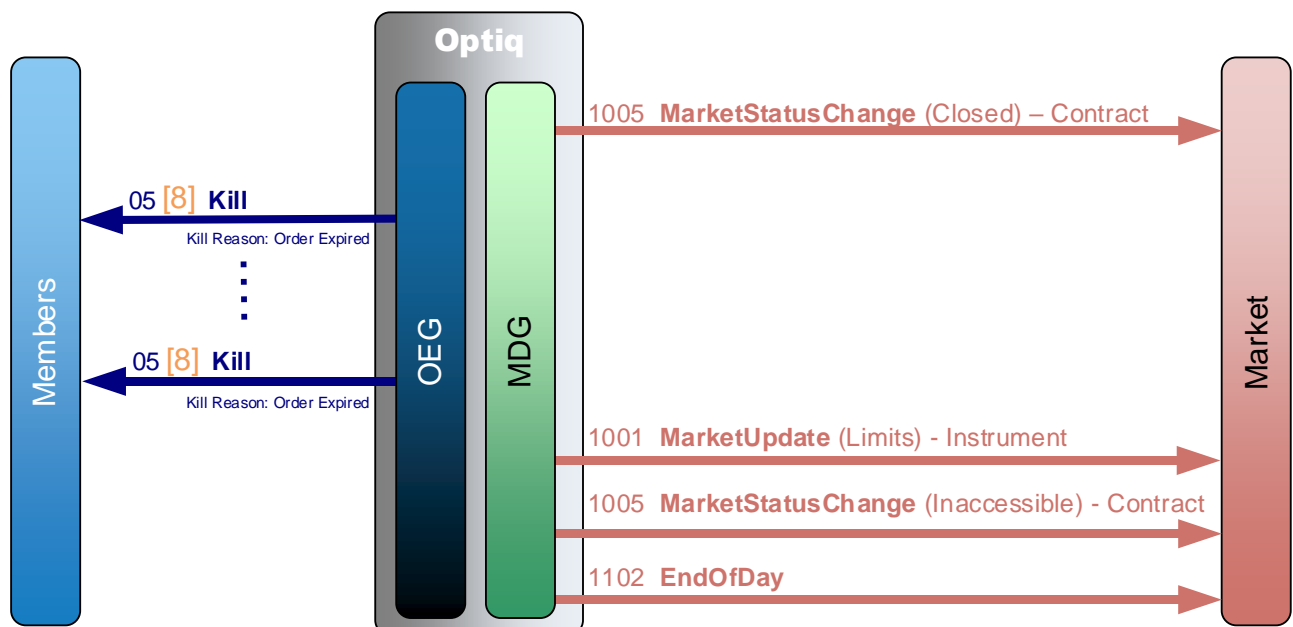 Optiq
1005 MarketStatusChange (Closed) – Contract
05 [8] Kill
Kill Reason: Order Expired
Members
OEG
MDG
Market
05 [8] Kill
Kill Reason: Order Expired
1001 MarketUpdate (Limits) - Instrument
1005 MarketStatusChange (Inaccessible) - Contract
1102 EndOfDay